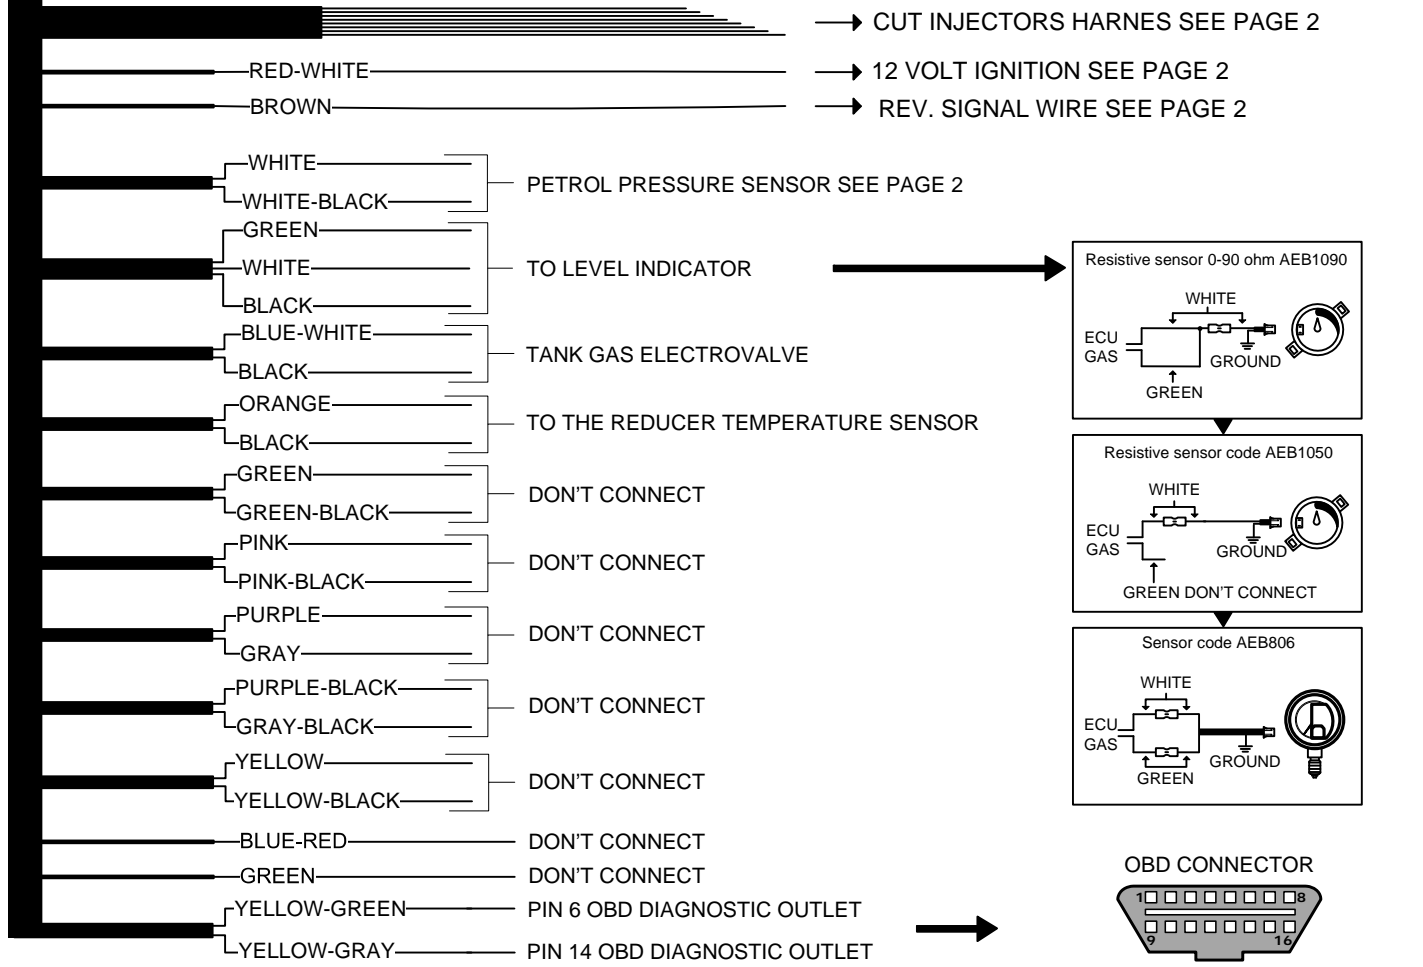 CUT INJECTORS HARNES SEE PAGE 2
RED-WHITE
12 VOLT IGNITION SEE PAGE 2
BROWN
REV. SIGNAL WIRE SEE PAGE 2
WHITE
WHITE-BLACK
PETROL PRESSURE SENSOR SEE PAGE 2
GREEN
WHITE
BLACK
TO LEVEL INDICATOR
BLUE-WHITE
BLACK
TANK GAS ELECTROVALVE
ORANGE
BLACK
TO THE REDUCER TEMPERATURE SENSOR
GREEN
GREEN-BLACK
DON'T CONNECT
PINK
PINK-BLACK
DON'T CONNECT
PURPLE
GRAY
DON'T CONNECT
PURPLE-BLACK
GRAY-BLACK
DON'T CONNECT
YELLOW
YELLOW-BLACK
DON'T CONNECT
BLUE-RED
DON'T CONNECT
GREEN
DON'T CONNECT
YELLOW-GREEN
PIN 6 OBD DIAGNOSTIC OUTLET
YELLOW-GRAY
PIN 14 OBD DIAGNOSTIC OUTLET
Resistive sensor 0-90 ohm AEB1090
WHITE
ECU
GAS
GROUND
GREEN
Resistive sensor code AEB1050
WHITE
ECU
GAS
GROUND
GREEN DON'T CONNECT
Sensor code AEB806
WHITE
ECU
GAS
GROUND
GREEN
OBD CONNECTOR
1 8
9 16